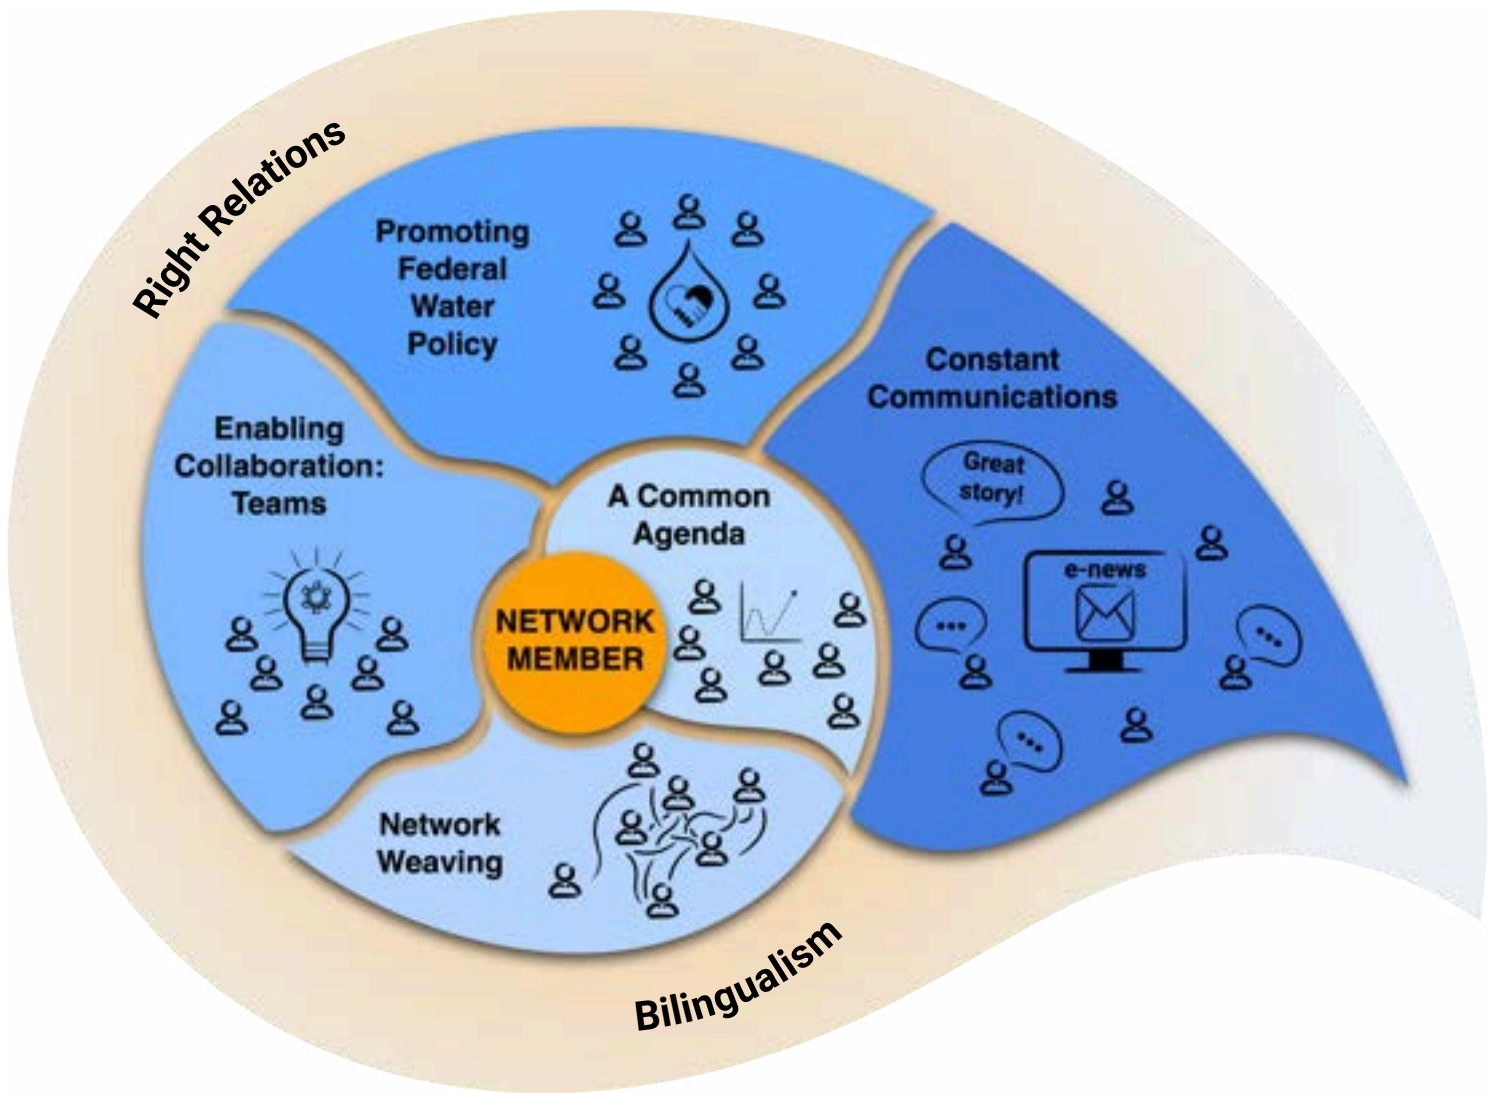 Right Relations
Promoting
Federal
Water
Policy
Constant
Communications
Great
story!
e-news
Enabling
Collaboration:
Teams
A Common
Agenda
NETWORK
MEMBER
Network
Weaving
Bilingualism